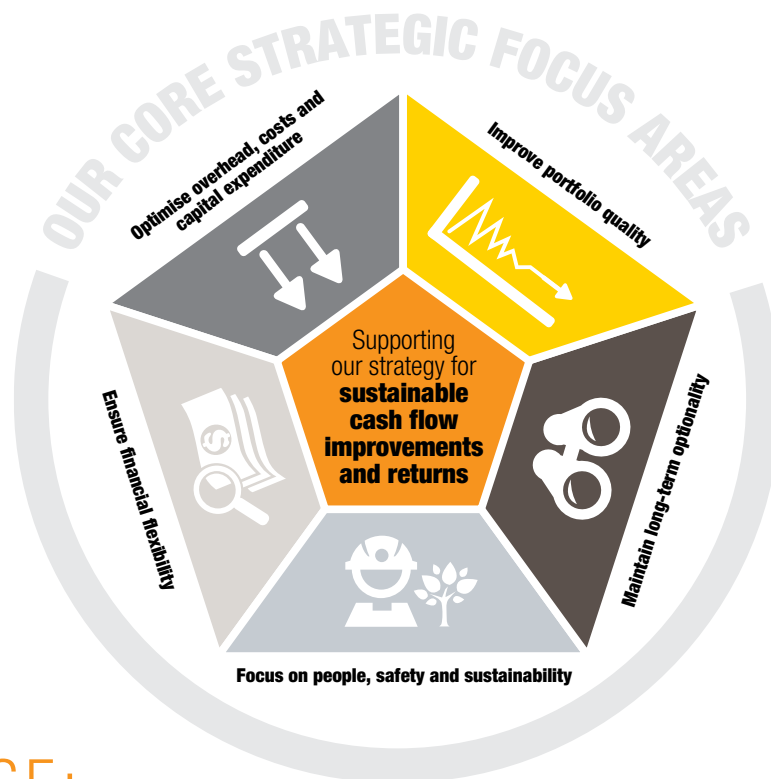 OUR CORE STRATEGIC FOCUS AREAS
Optimise overhead, costs and
capital expenditure
Improve portfolio quality
Supporting
our strategy for
sustainable
cash flow
improvements
and returns
Ensure financial flexibility
Maintain long-term optionality
Focus on people, safety and sustainability